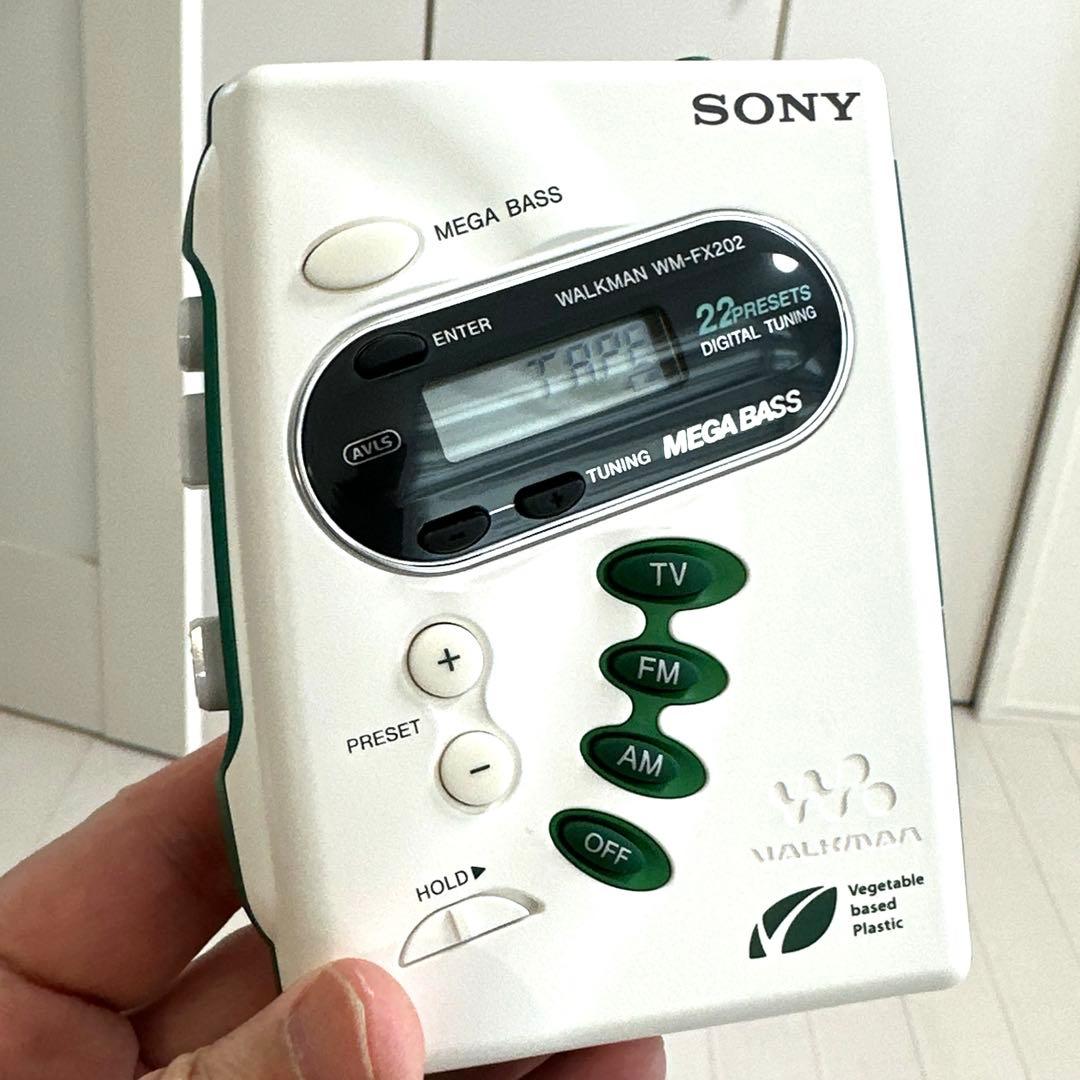 SONY
MEGA BASS
WALKMAN WM-FX202
ENTER
22PRESETS
DIGITAL TUNING
TAPE
AVLS
MEGA BASS
TUNING
+
-
TV
FM
AM
OFF
+
PRESET
-
HOLD▶
WALKMAN
Vegetable
based
Plastic